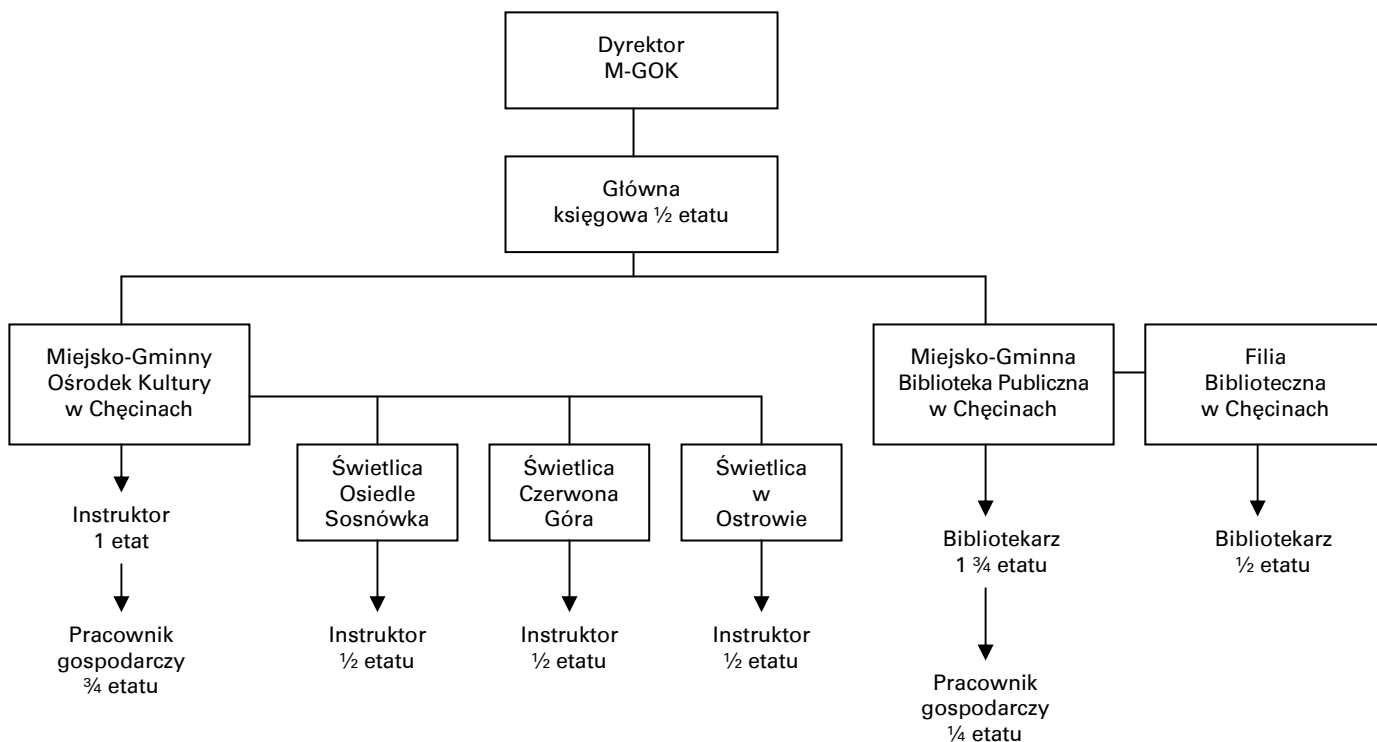 Dyrektor
M-GOK
Główna
księgowa ½ etatu
Miejsko-Gminny
Ośrodek Kultury
w Chęcinach
Miejsko-Gminna
Biblioteka Publiczna
w Chęcinach
Filia
Biblioteczna
w Chęcinach
Świetlica
Osiedle
Sosnówka
Świetlica
Czerwona
Góra
Świetlica
w
Ostrowie
Instruktor
1 etat
Bibliotekarz
1 ¾ etatu
Bibliotekarz
½ etatu
Pracownik
gospodarczy
¾ etatu
Instruktor
½ etatu
Instruktor
½ etatu
Instruktor
½ etatu
Pracownik
gospodarczy
¼ etatu